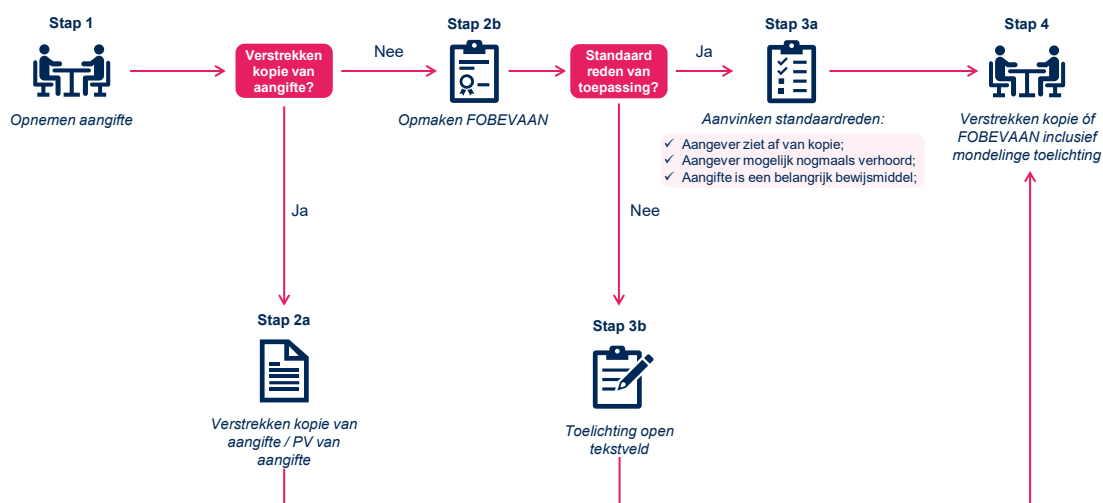 Stap 1
Opnemen aangifte
Verstrekken
kopie van
aangifte?
Nee
Stap 2b
Opmaken FOBEVAAN
Standaard
reden van
toepassing?
Ja
Stap 3a
Aanvinken standaardreden:
✓ Aangever ziet af van kopie;
✓ Aangever mogelijk nogmaals verhoord;
✓ Aangifte is een belangrijk bewijsmiddel;
Stap 4
Verstrekken kopie óf
FOBEVAAN inclusief
mondelinge toelichting
Ja
Nee
Stap 2a
Verstrekken kopie van
aangifte / PV van
aangifte
Stap 3b
Toelichting open
tekstveld